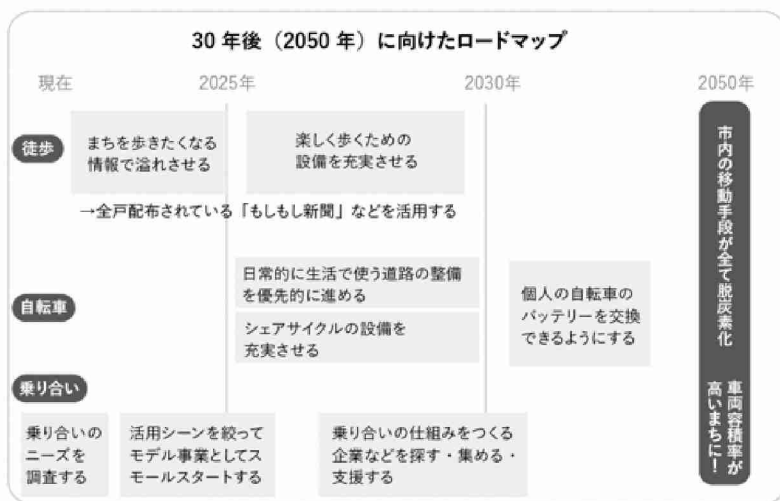 30 年後（2050 年）に向けたロードマップ
現在
2025年
2030年
2050年
徒歩
まちを歩きたくなる
情報で溢れさせる
楽しく歩くための
設備を充実させる
→全戸配布されている「もしもし新聞」などを活用する
自転車
日常的に生活で使う道路の整備
を優先的に進める
シェアサイクルの設備を
充実させる
個人の自転車の
バッテリーを交換
できるようにする
乗り合い
乗り合いの
ニーズを
調査する
活用シーンを絞って
モデル事業としてス
モールスタートする
乗り合いの仕組みをつくる
企業などを探す・集める・
支援する
市内の移動手段が全て脱炭素化
車両容積率が
高いまちに！